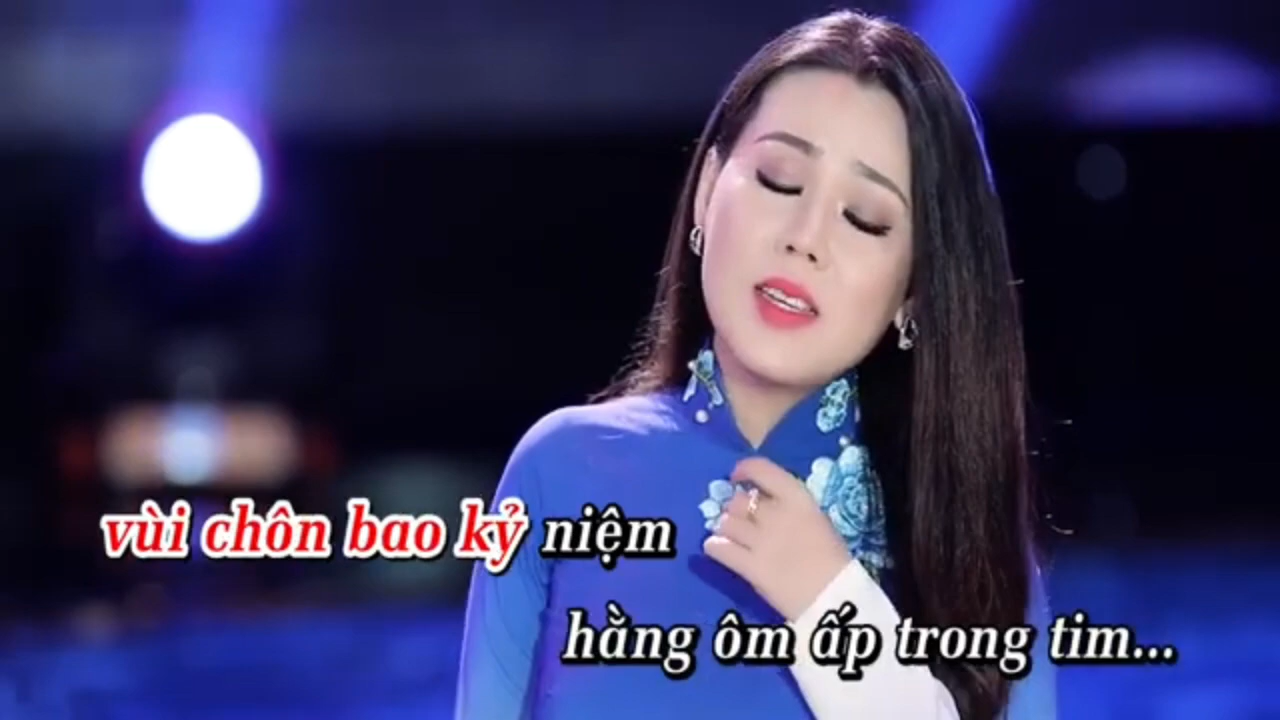 vùi chôn bao kỷ niệm
hằng ôm ấp trong tim...